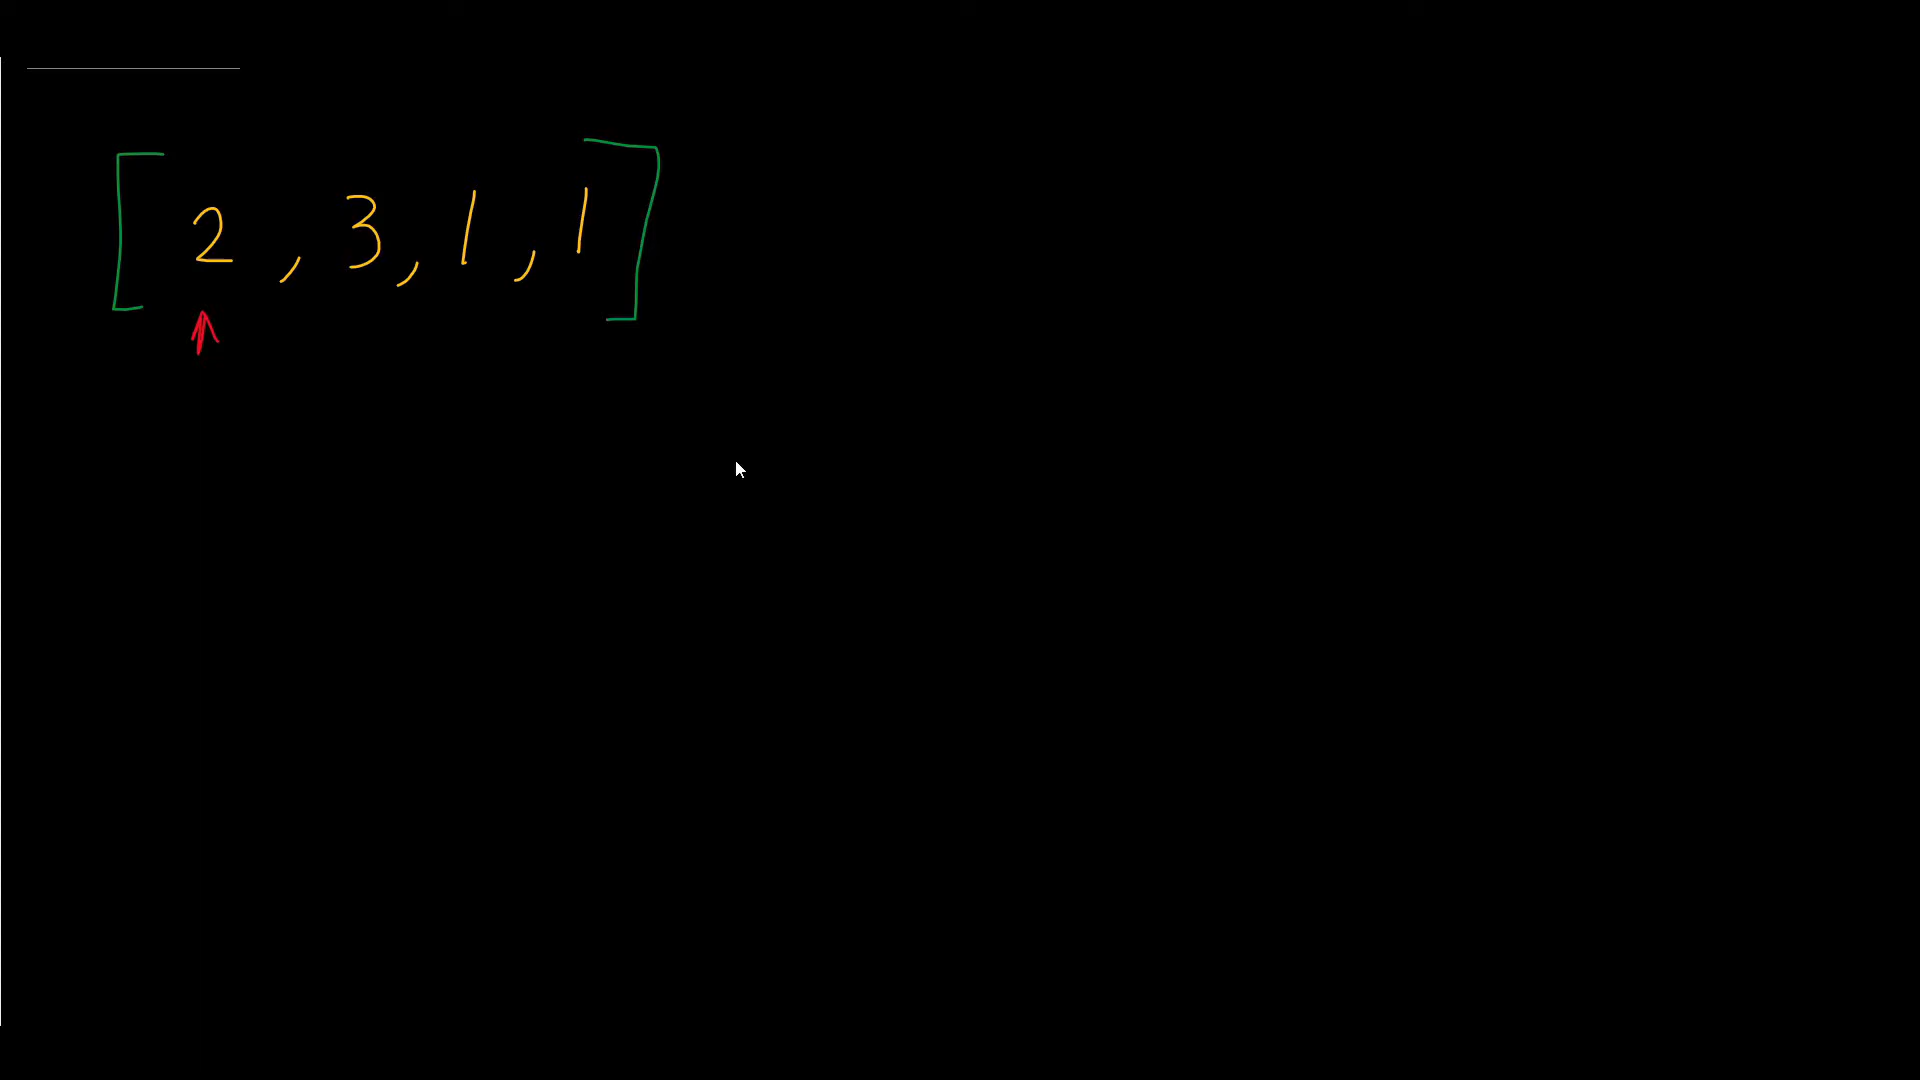 [ 2 , 3 , 1 , 1 ]